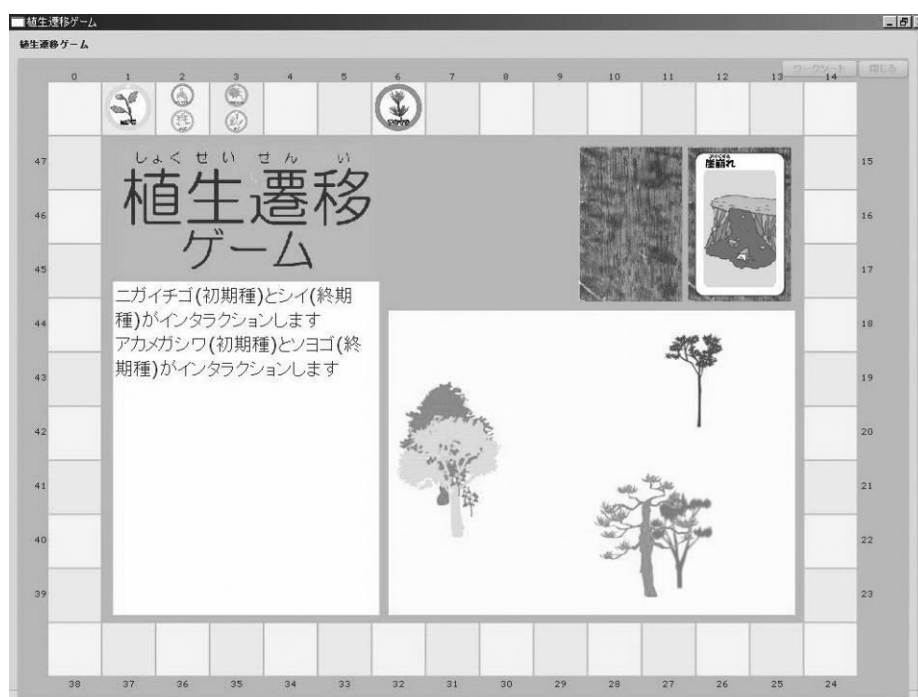 植生遷移ゲーム
植生遷移ゲーム
ワークシート 閉じる
0 1 2 3 4 5 6 7 8 9 10 11 12 13 14
47 15
しょくせいせんい
植生遷移
ゲーム
崖崩れ
46 16
45 17
ニガイチゴ(初期種)とシイ(終期
種)がインタラクションします
アカメガシワ(初期種)とソヨゴ(終
期種)がインタラクションします
44 18
43 19
42 20
41 21
40 22
39 23
38 37 36 35 34 33 32 31 30 29 28 27 26 25 24